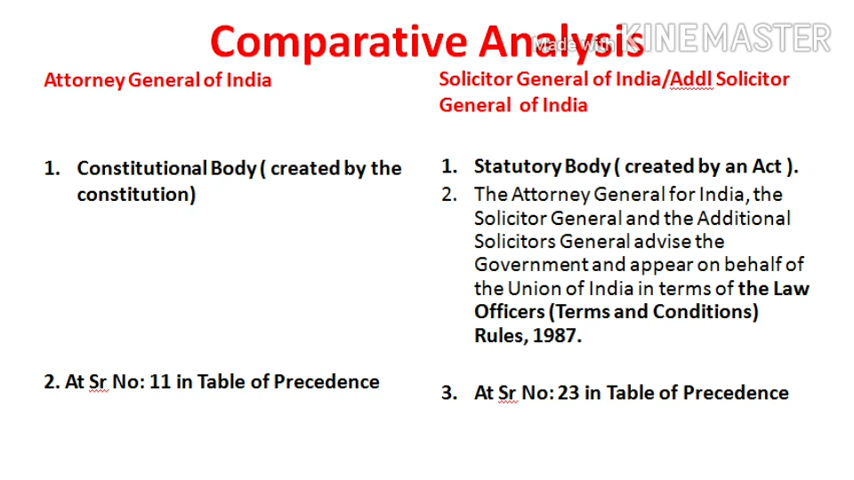 Comparative Analysis
Made with KINEMASTER
Attorney General of India
1. Constitutional Body ( created by the
constitution)
2. At Sr No: 11 in Table of Precedence
Solicitor General of India/Addl Solicitor
General of India
1. Statutory Body ( created by an Act ).
2. The Attorney General for India, the
Solicitor General and the Additional
Solicitors General advise the
Government and appear on behalf of
the Union of India in terms of the Law
Officers (Terms and Conditions)
Rules, 1987.
3. At Sr No: 23 in Table of Precedence